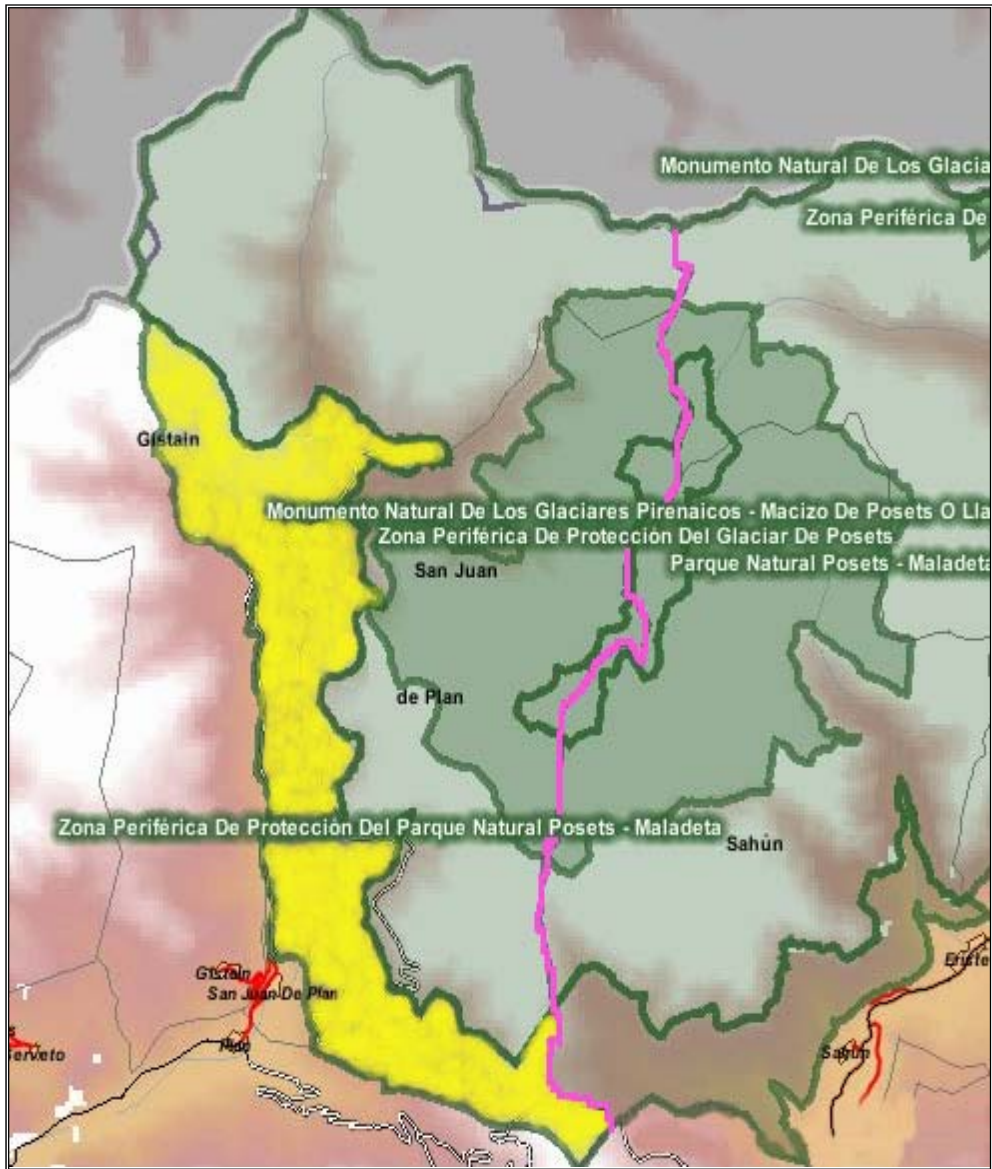 Monumento Natural De Los Glacia
Zona Periférica De
Gistain
Monumento Natural De Los Glaciares Pirenaicos - Macizo De Posets O Lla
Zona Periférica De Protección Del Glaciar De Posets
Parque Natural Posets - Maladeta
San Juan
de Plan
Zona Periférica De Protección Del Parque Natural Posets - Maladeta
Sahún
Eriste
Gistain
San Juan De Plan
Plan
Serveto
Sahún